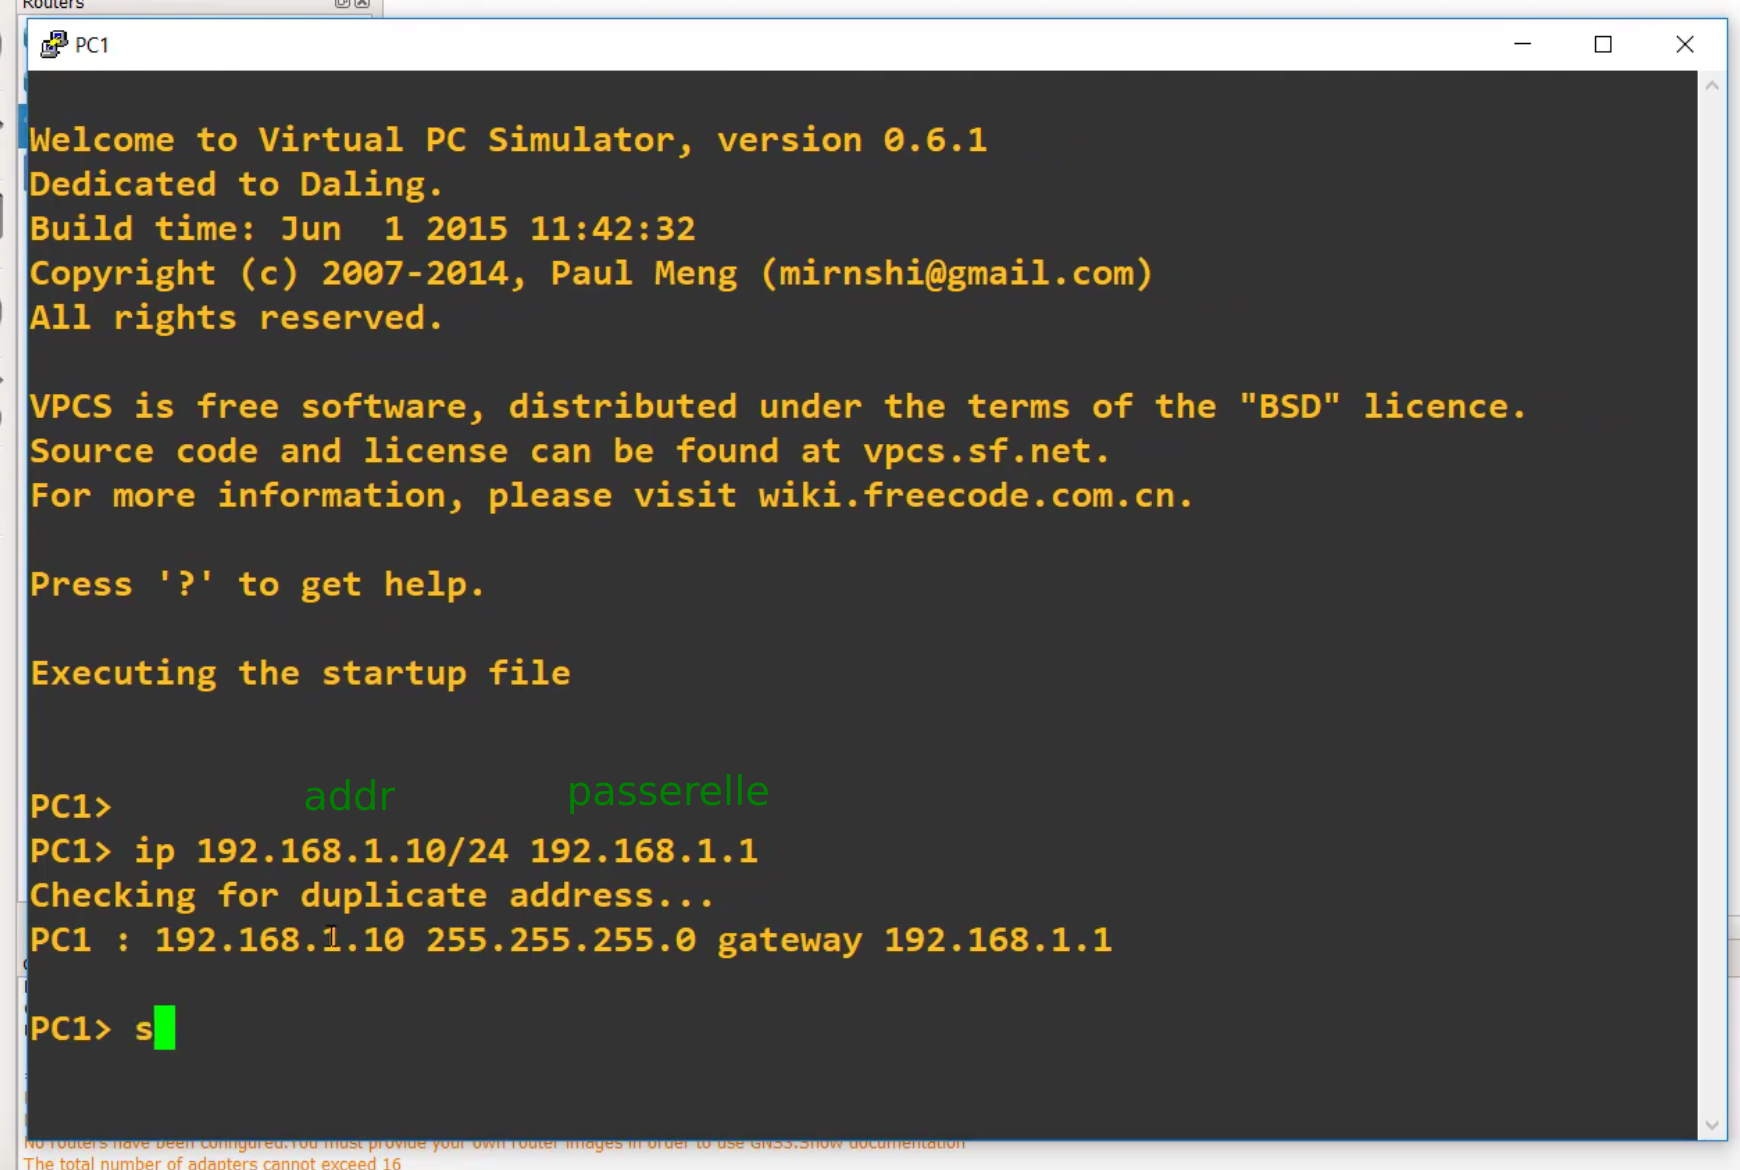 Routers
PC1
Welcome to Virtual PC Simulator, version 0.6.1
Dedicated to Daling.
Build time: Jun  1 2015 11:42:32
Copyright (c) 2007-2014, Paul Meng (mirnshi@gmail.com)
All rights reserved.
VPCS is free software, distributed under the terms of the "BSD" licence.
Source code and license can be found at vpcs.sf.net.
For more information, please visit wiki.freecode.com.cn.
Press '?' to get help.
Executing the startup file
addr passerelle
PC1>
PC1> ip 192.168.1.10/24 192.168.1.1
Checking for duplicate address...
PC1 : 192.168.1.10 255.255.255.0 gateway 192.168.1.1
PC1> s
No routers have been configured.You must provide your own router images in order to use GNS3.Show documentation
The total number of adapters cannot exceed 16